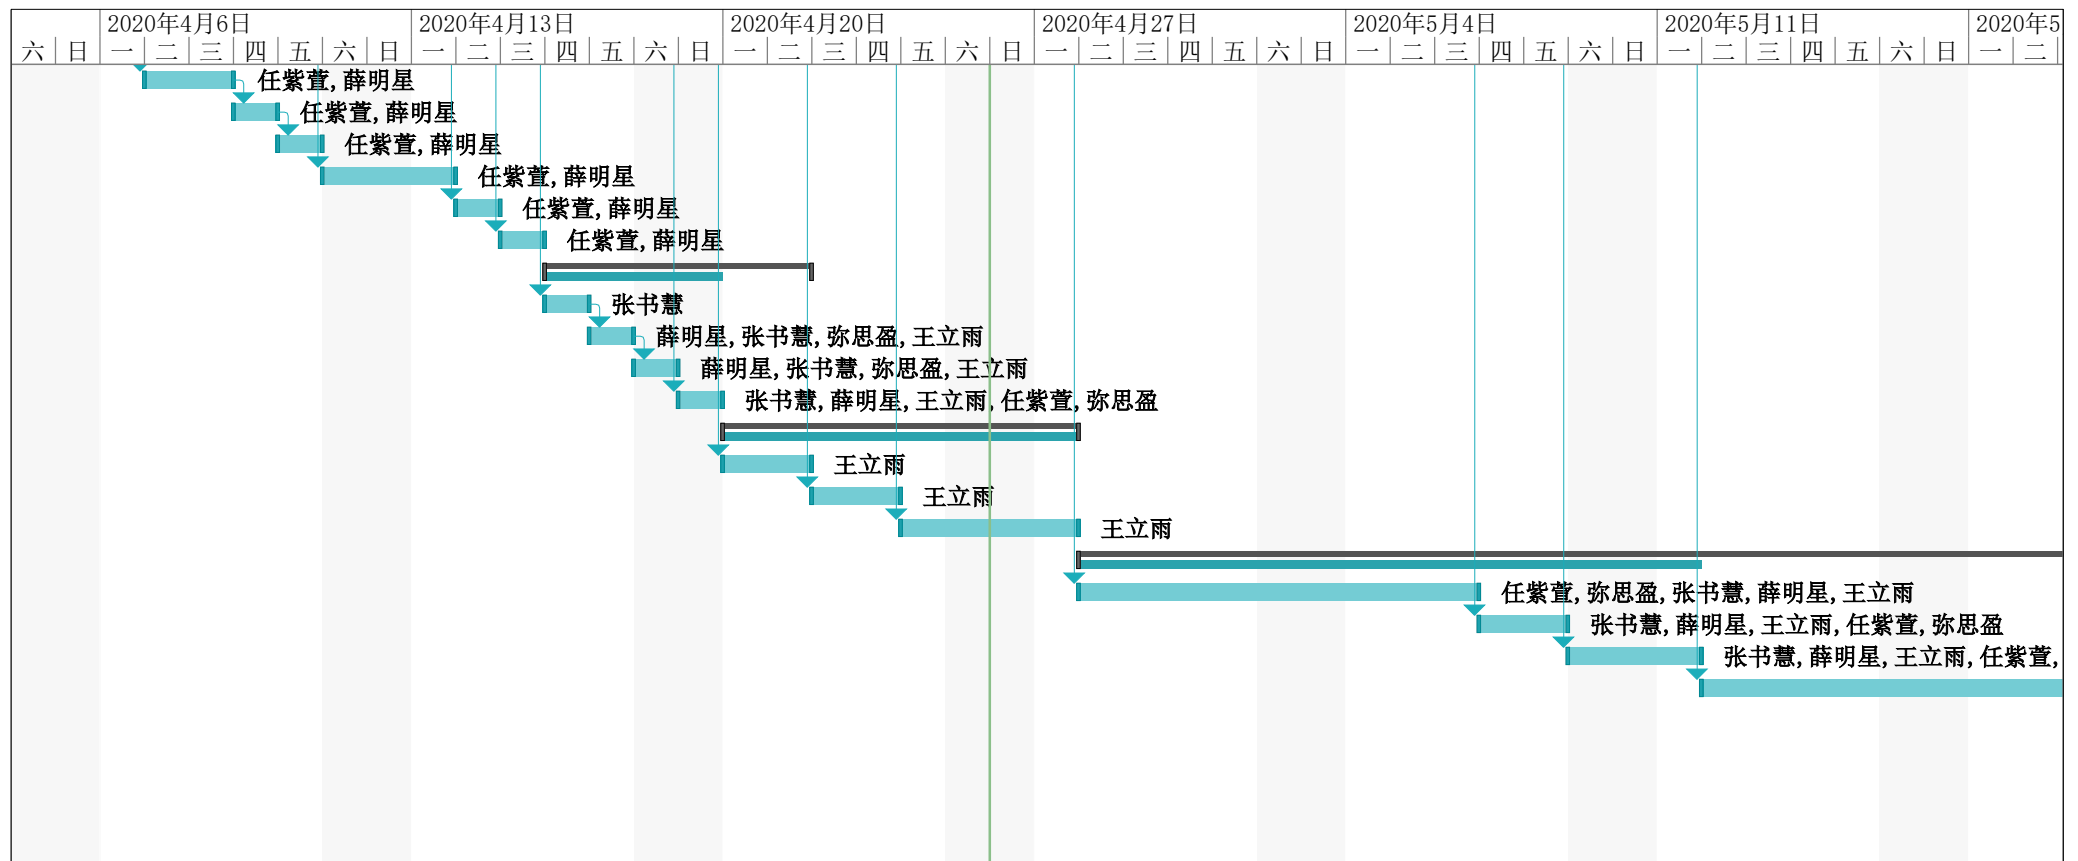 2020年4月6日 2020年4月13日 2020年4月20日 2020年4月27日 2020年5月4日 2020年5月11日 2020年5
六 日 一 二 三 四 五 六 日 一 二 三 四 五 六 日 一 二 三 四 五 六 日 一 二 三 四 五 六 日 一 二 三 四 五 六 日 一 二 三 四 五 六 日 一 二
任紫萱,薛明星
任紫萱,薛明星
任紫萱,薛明星
任紫萱,薛明星
任紫萱,薛明星
任紫萱,薛明星
张书慧
薛明星,张书慧,弥思盈,王立雨
薛明星,张书慧,弥思盈,王立雨
张书慧,薛明星,王立雨,任紫萱,弥思盈
王立雨
王立雨
王立雨
任紫萱,弥思盈,张书慧,薛明星,王立雨
张书慧,薛明星,王立雨,任紫萱,弥思盈
张书慧,薛明星,王立雨,任紫萱,